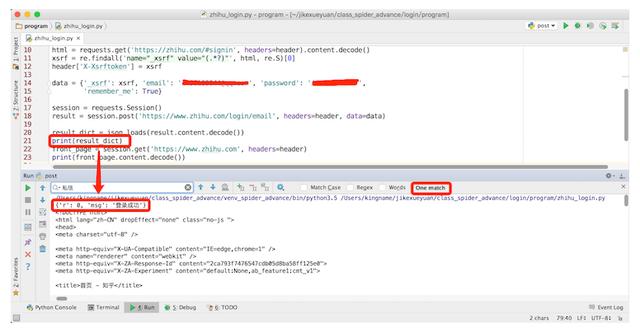 zhihu_login.py - program - [~/jikexueyuan/class_spider_advance/login/program]
program
zhihu_login.py
post
zhihu_login.py ×
1: Project
7: Structure
2: Favorites
10 html = requests.get('https://zhihu.com/#signin', headers=header).content.decode()
11 xsrf = re.findall('name="_xsrf" value="(.*?)"', html, re.S)[0]
12 header['X-Xsrftoken'] = xsrf
13
14 data = {'_xsrf': xsrf, 'email': 'password': '
15 'remember_me': True}
16
17 session = requests.Session()
18 result = session.post('https://www.zhihu.com/login/email', headers=header, data=data)
19
20 result_dict = json.loads(result.content.decode())
21 print(result_dict)
22 front_page = session.get('https://www.zhihu.com', headers=header)
23 print(front_page.content.decode())
Run post
私信
Match Case
Regex
Words
One match
/Users/kingname/jikexueyuan/class_spider_advance/venv_spider_advance/bin/python3.5 /Users/kingname/jikexueyuan/class_spider_advance/login/program/zhihu_login.py
{'r': 0, 'msg': '登录成功'}
<!DOCTYPE html>
<html lang="zh-CN" dropEffect="none" class="no-js ">
<head>
<meta charset="utf-8" />
<meta http-equiv="X-UA-Compatible" content="IE=edge,chrome=1" />
<meta name="renderer" content="webkit" />
<meta http-equiv="X-ZA-Response-Id" content="2ca793f7476547cdb05d8ba58ff125e0">
<meta http-equiv="X-ZA-Experiment" content="default:None,ab_feature1;cmt_v1">
<title>首页 - 知乎</title>
Python Console
Terminal
4: Run
5: Debug
6: TODO
Event Log
2 chars
79:40
LF÷
UTF-8÷